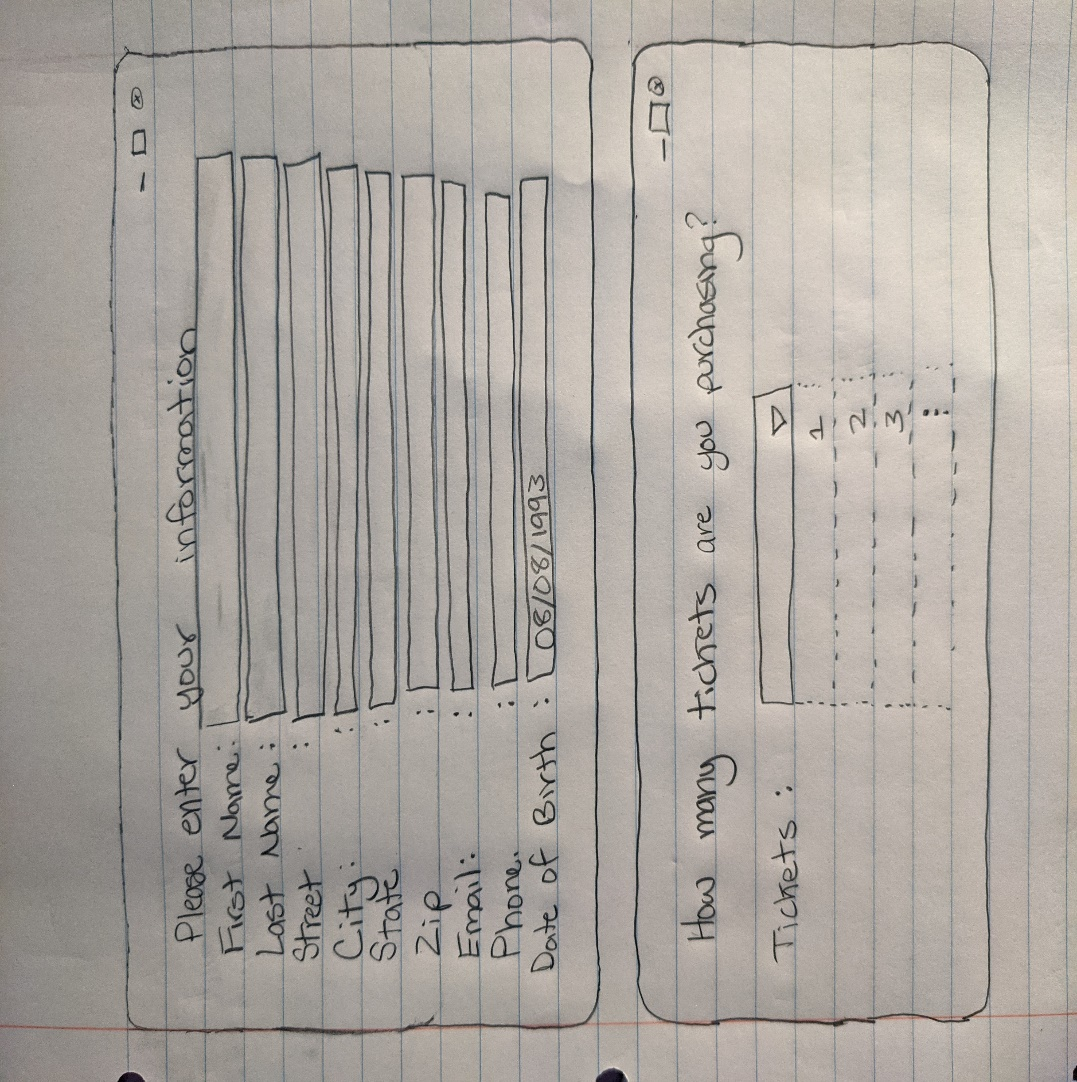 Please enter your information
First Name:
Last Name:
Street :
City: :
State :
Zip :
Email: :
Phone: :
Date of Birth : 08/08/1993
How many tickets are you purchasing?
Tickets :
1
2
3
⋮